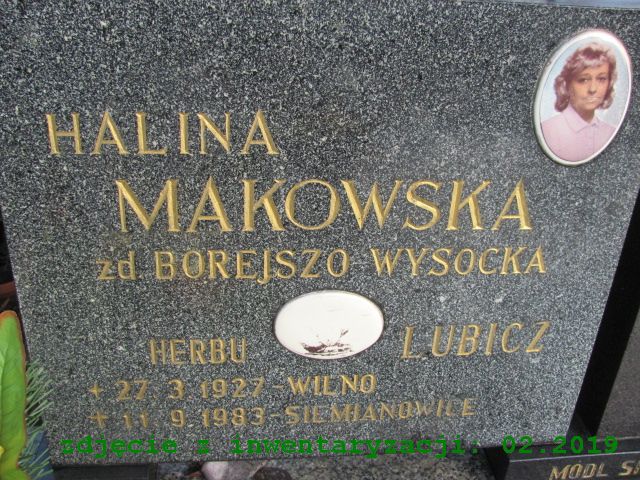 HALINA
MAKOWSKA
zd BOREJSZO-WYSOCKA
HERBU LUBICZ
+ 27 3 1927-WILNO
+ 11 9 1983-SIEMIANOWICE
zdjęcie z inwentaryzacji: 02.2019
MÓDL